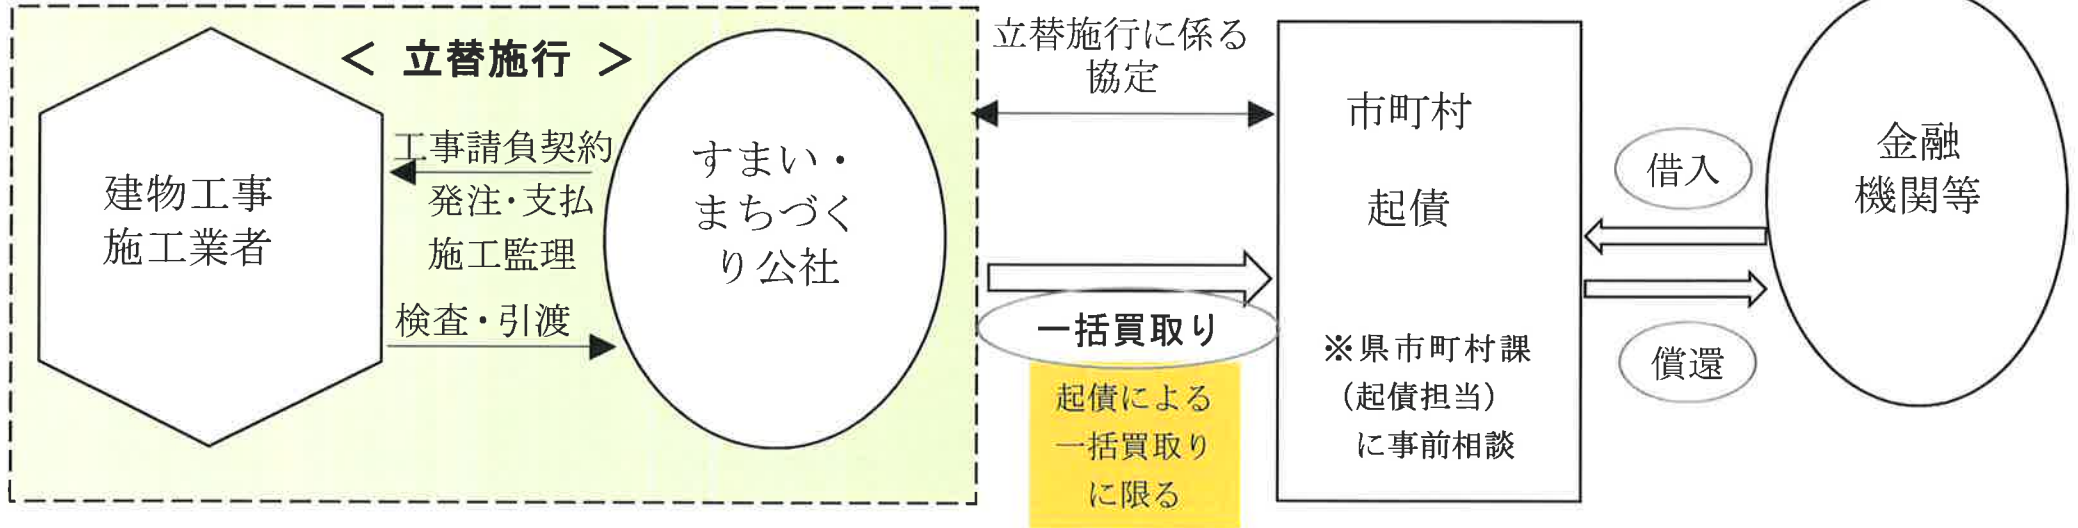 ＜ 立替施行 ＞
建物工事
施工業者
工事請負契約
発注・支払
施工監理
検査・引渡
すまい・
まちづく
り公社
立替施行に係る
協定
一括買取り
起債による
一括買取り
に限る
市町村
起債
※県市町村課
（起債担当）
に事前相談
借入
償還
金融
機関等